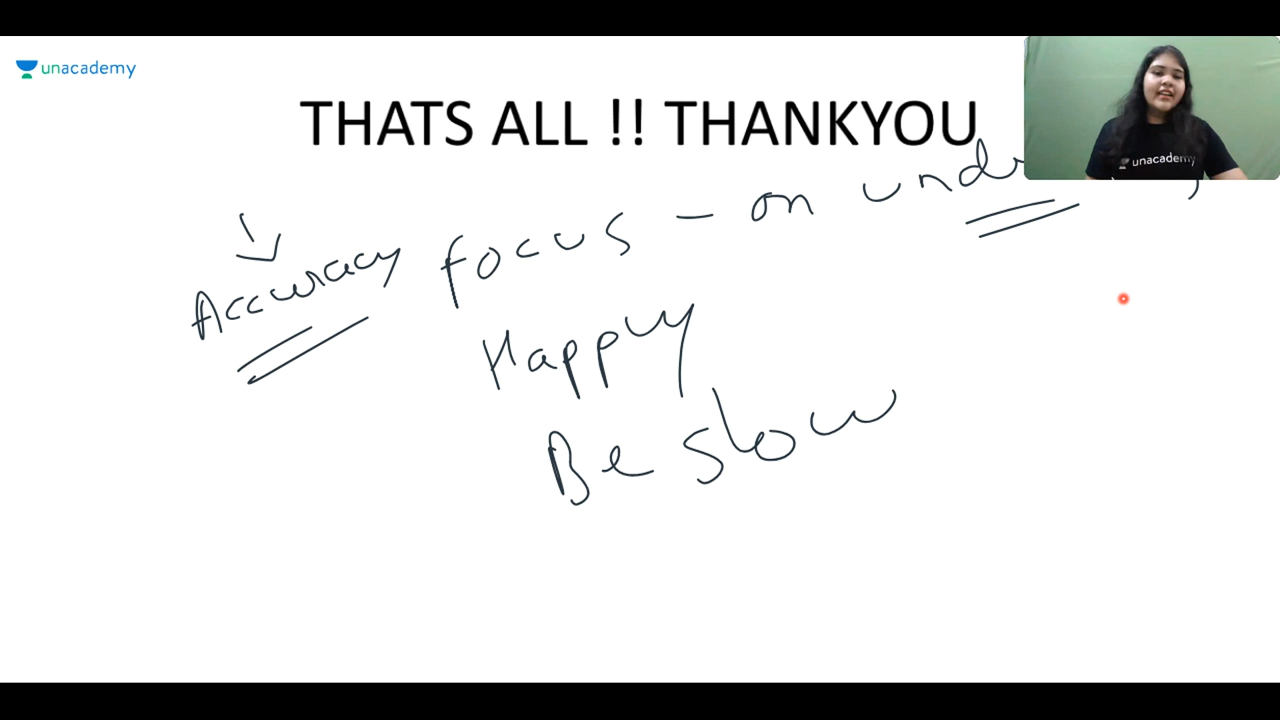 unacademy
THATS ALL !! THANKYOU
unacademy
Accuracy focus - on
Happy
Be slow